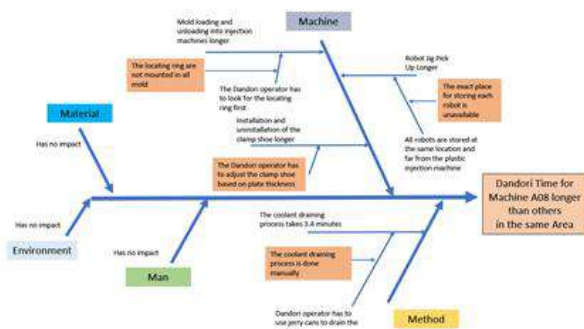 Machine
Mold loading and
unloading into injection
machines longer
The locating ring are
not mounted in all
mold
The Dandori operator has
to look for the locating
ring first
Robot Jig Pick
Up Longer
The exact place
for storing each
robot is
unavailable
All robots are stored at
the same location and
far from the plastic
injection machine
Installation and
uninstallation of the
clamp shoe longer
The Dandori operator has
to adjust the clamp shoe
based on plate thickness
Material
Has no impact
Dandori Time for
Machine A08 longer
than others
in the same Area
Has no impact
Environment
Has no impact
Man
The coolant draining
process takes 3.4 minutes
The coolant draining
process is done
manually
Dandori operator has to
use jerry cans to drain the
Method